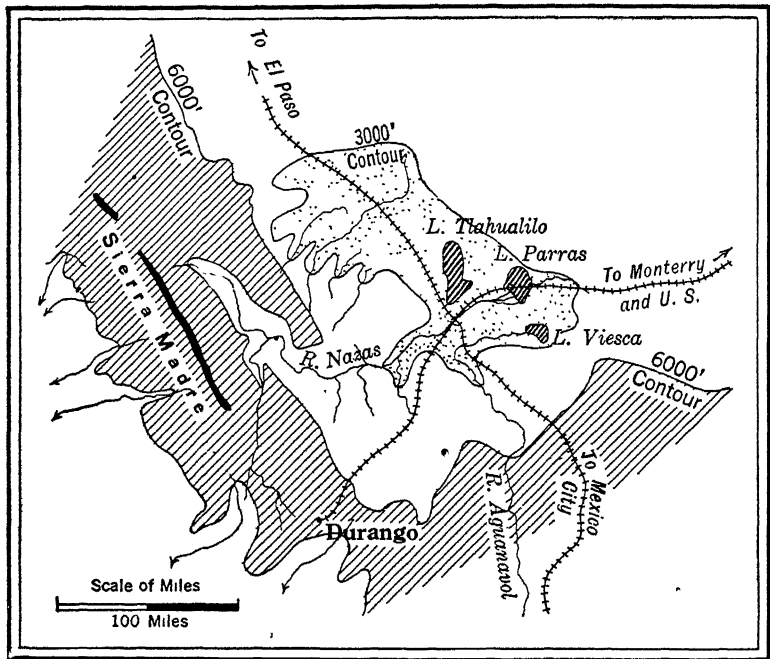 To El Paso
6000'
Contour
3000'
Contour
L. Tlahualilo
L. Parras
To Monterry
and U. S.
Sierra Madre
R. Nazas
L. Viesca
6000'
Contour
To Mexico
City
R. Aguanavol
Durango
Scale of Miles
100 Miles